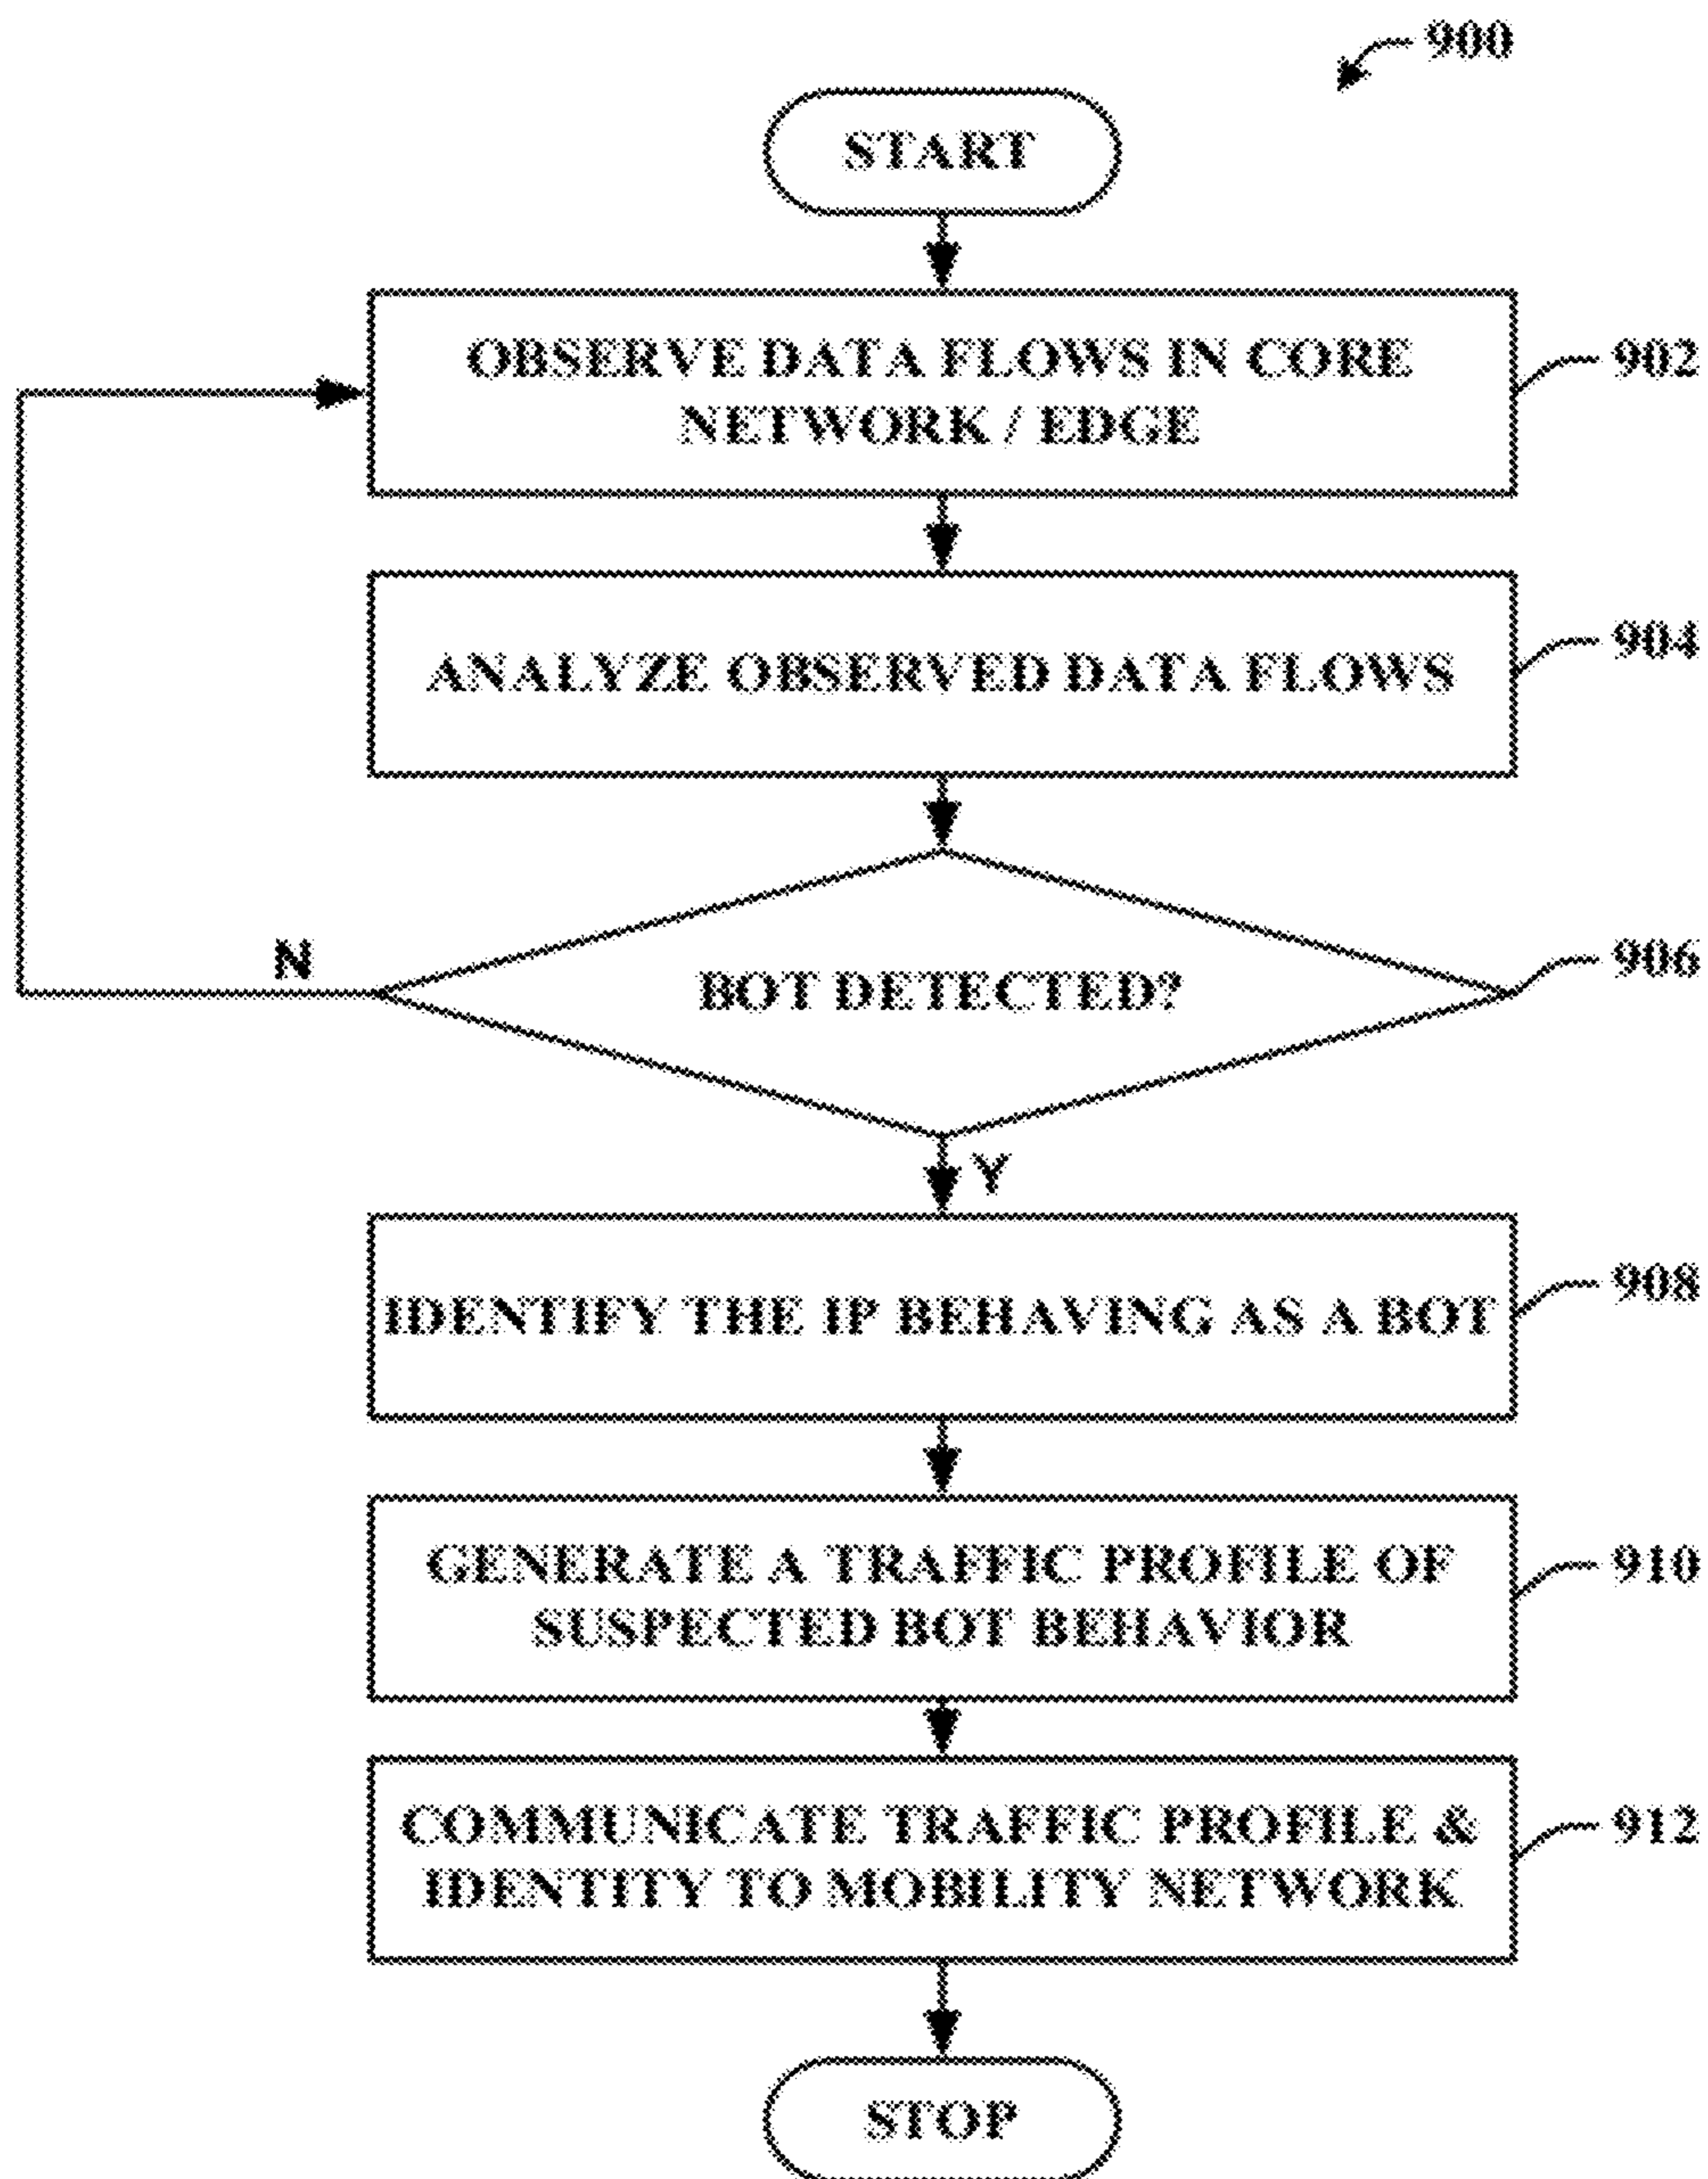 900
START
OBSERVE DATA FLOWS IN CORE
NETWORK / EDGE
902
ANALYZE OBSERVED DATA FLOWS
904
N
BOT DETECTED?
906
Y
IDENTIFY THE IP BEHAVING AS A BOT
908
GENERATE A TRAFFIC PROFILE OF
SUSPECTED BOT BEHAVIOR
910
COMMUNICATE TRAFFIC PROFILE &
IDENTITY TO MOBILITY NETWORK
912
STOP